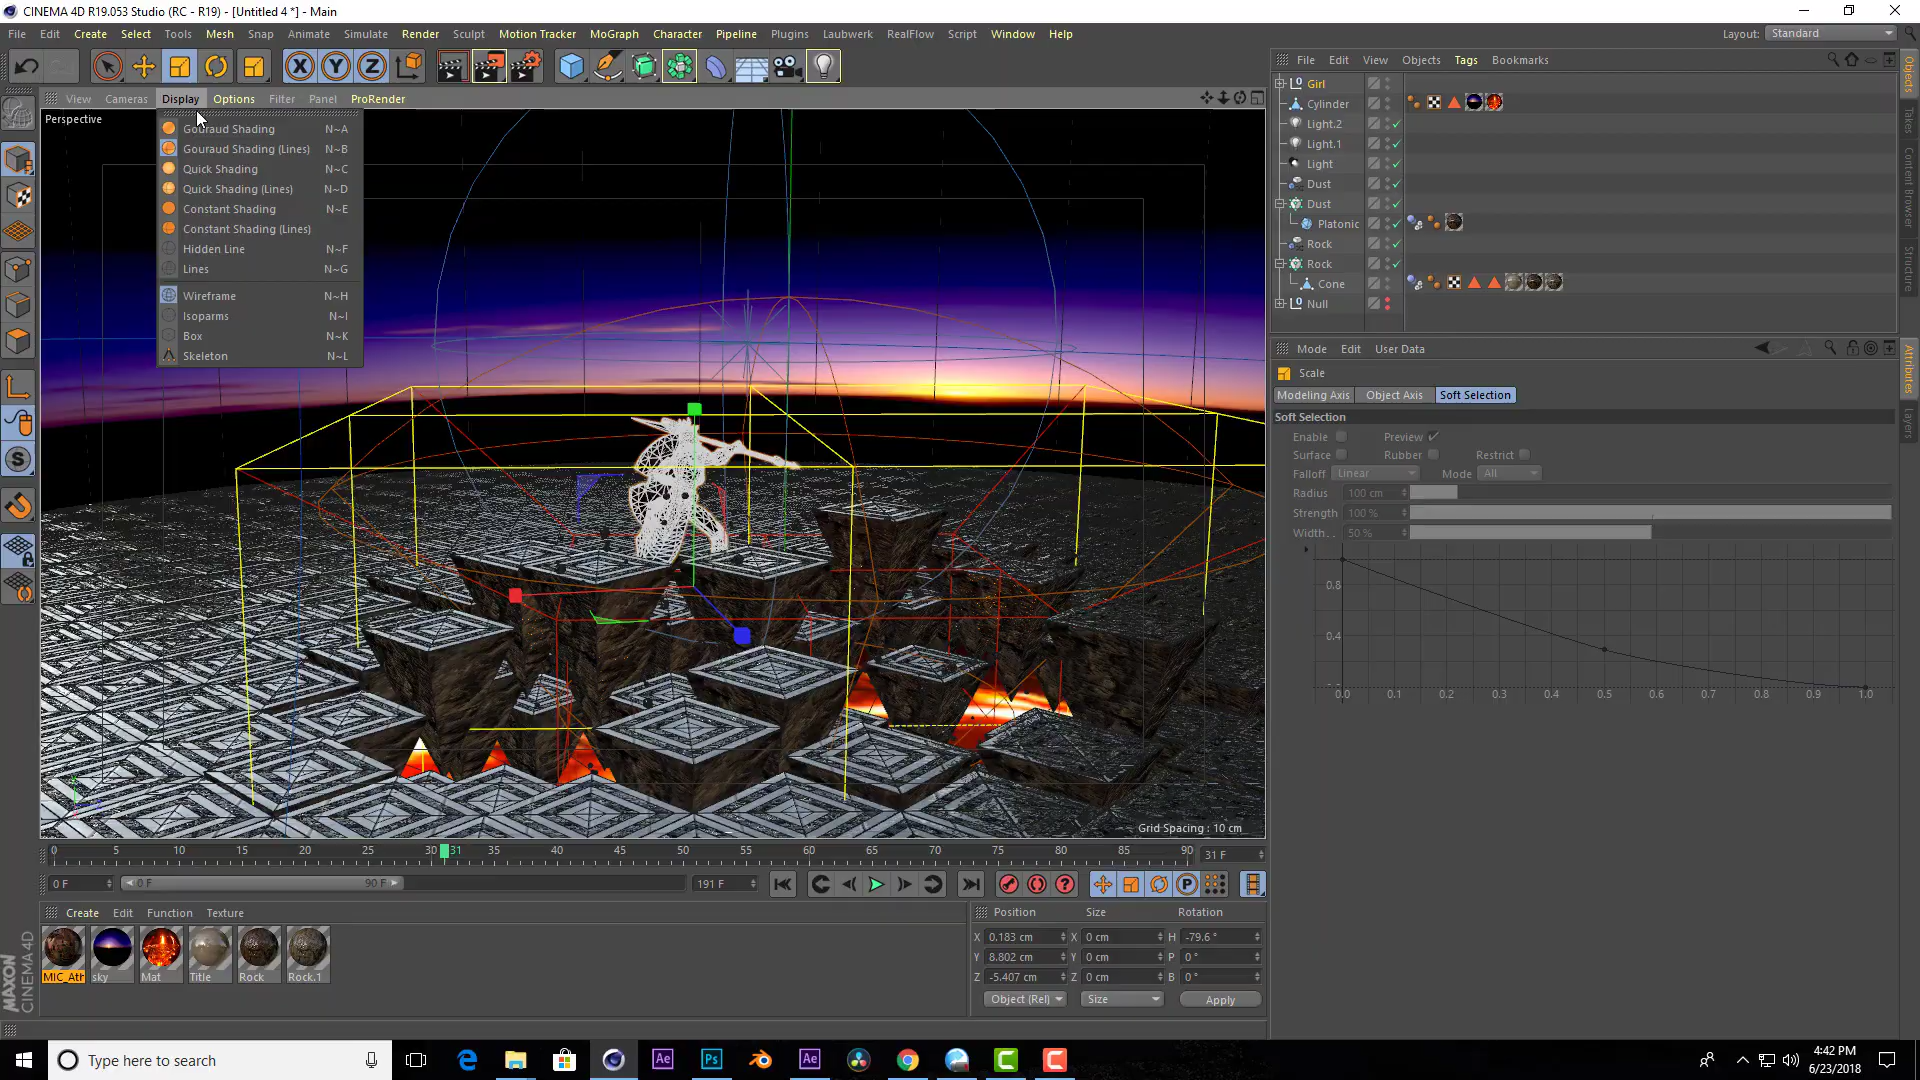 CINEMA 4D R19.053 Studio (RC - R19) - [Untitled 4 *] - Main
File Edit Create Select Tools Mesh Snap Animate Simulate Render Sculpt Motion Tracker MoGraph Character Pipeline Plugins Laubwerk RealFlow Script Window Help Layout: Standard
View Cameras Display Options Filter Panel ProRender
Perspective
Gouraud Shading N~A
Gouraud Shading (Lines) N~B
Quick Shading N~C
Quick Shading (Lines) N~D
Constant Shading N~E
Constant Shading (Lines)
Hidden Line N~F
Lines N~G
Wireframe N~H
Isoparms N~I
Box N~K
Skeleton N~L
Grid Spacing : 10 cm
File Edit View Objects Tags Bookmarks
Girl
Cylinder
Light.2
Light.1
Light
Dust
Dust
Platonic
Rock
Rock
Cone
Null
Objects
Takes
Content Browser
Structure
Mode Edit User Data
Scale
Modeling Axis Object Axis Soft Selection
Soft Selection
Enable Preview
Surface Rubber Restrict
Falloff Linear Mode All
Radius 100 cm
Strength 100 %
Width . . 50 %
0.8
0.4
0.0 0.1 0.2 0.3 0.4 0.5 0.6 0.7 0.8 0.9 1.0
Attributes
Layers
0 5 10 15 20 25 30 31 35 40 45 50 55 60 65 70 75 80 85 90 31 F
0 F 0 F 90 F 191 F
Create Edit Function Texture
MIC_Ath sky Mat Title Rock Rock.1
Position Size Rotation
X 0.183 cm X 0 cm H -79.6 °
Y 8.802 cm Y 0 cm P 0 °
Z -5.407 cm Z 0 cm B 0 °
Object (Rel) Size Apply
MAXON CINEMA 4D
Type here to search
4:42 PM
6/23/2018